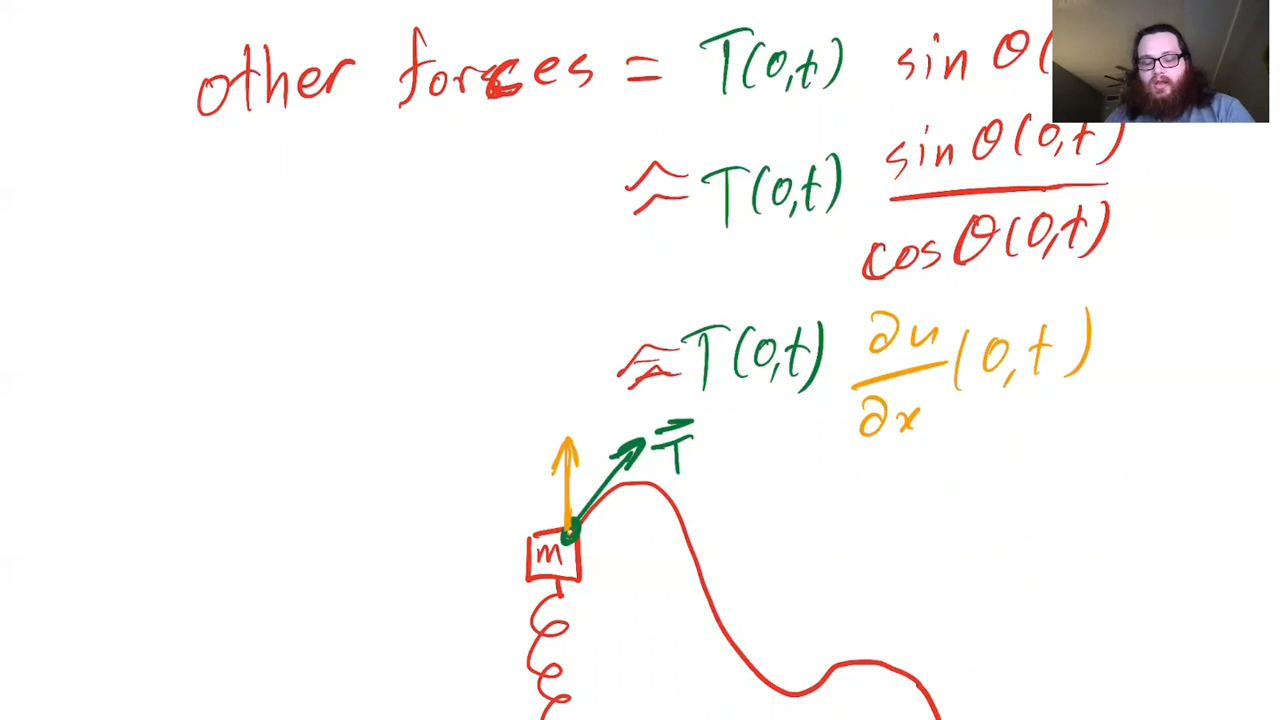 other forces = T(0,t) sin θ(
≈ T(0,t) sin θ(0,t) / cos θ(0,t)
≈ T(0,t) ∂u/∂x (0,t)
T⃗
m